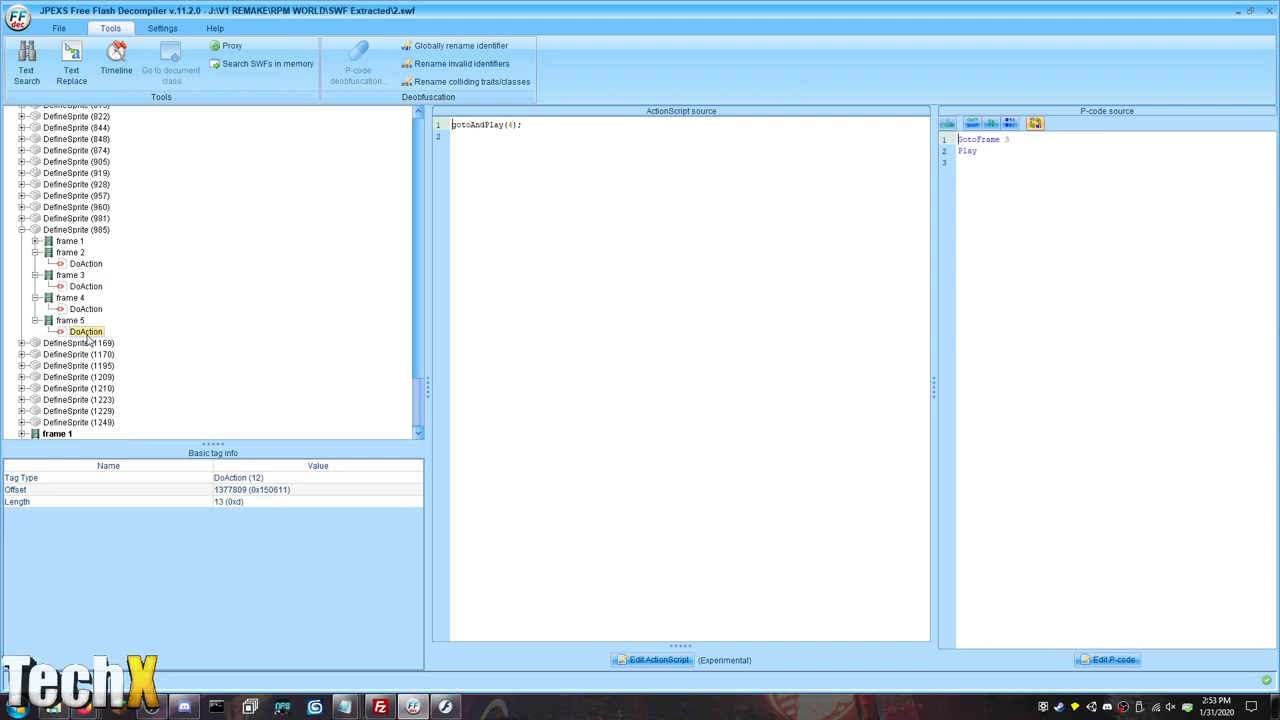 FF
dec
JPEXS Free Flash Decompiler v.11.2.0 - J:\V1 REMAKE\RPM WORLD\SWF Extracted\2.swf
File Tools Settings Help
Text Search
Text Replace
Timeline
Go to document class
Proxy
Search SWFs in memory
Tools
P-code deobfuscation...
Globally rename identifier
Rename invalid identifiers
Rename colliding traits/classes
Deobfuscation
DefineSprite (822)
DefineSprite (844)
DefineSprite (848)
DefineSprite (874)
DefineSprite (905)
DefineSprite (919)
DefineSprite (928)
DefineSprite (957)
DefineSprite (960)
DefineSprite (981)
DefineSprite (985)
frame 1
frame 2
DoAction
frame 3
DoAction
frame 4
DoAction
frame 5
DoAction
DefineSprite (1169)
DefineSprite (1170)
DefineSprite (1195)
DefineSprite (1209)
DefineSprite (1210)
DefineSprite (1223)
DefineSprite (1229)
DefineSprite (1249)
frame 1
Basic tag info
Name Value
Tag Type DoAction (12)
Offset 1377809 (0x150611)
Length 13 (0xd)
ActionScript source
1 gotoAndPlay(4);
2
Edit ActionScript (Experimental)
P-code source
1 GotoFrame 3
2 Play
3
Edit P-code
TechX
2:53 PM
1/31/2020